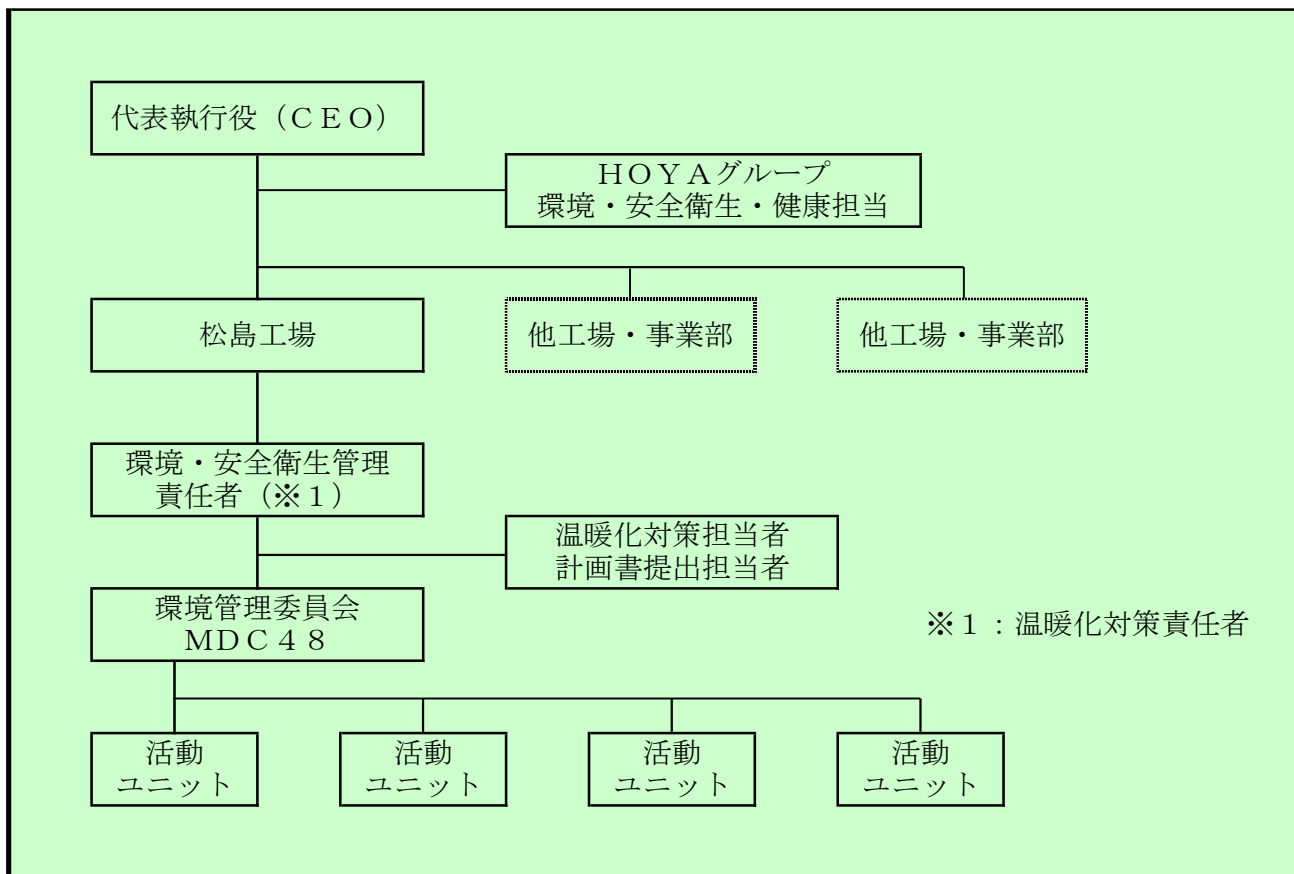 代表執行役（ＣＥＯ）
ＨＯＹＡグループ
環境・安全衛生・健康担当
松島工場
他工場・事業部
他工場・事業部
環境・安全衛生管理
責任者（※１）
温暖化対策担当者
計画書提出担当者
環境管理委員会
ＭＤＣ４８
※１：温暖化対策責任者
活動
ユニット
活動
ユニット
活動
ユニット
活動
ユニット